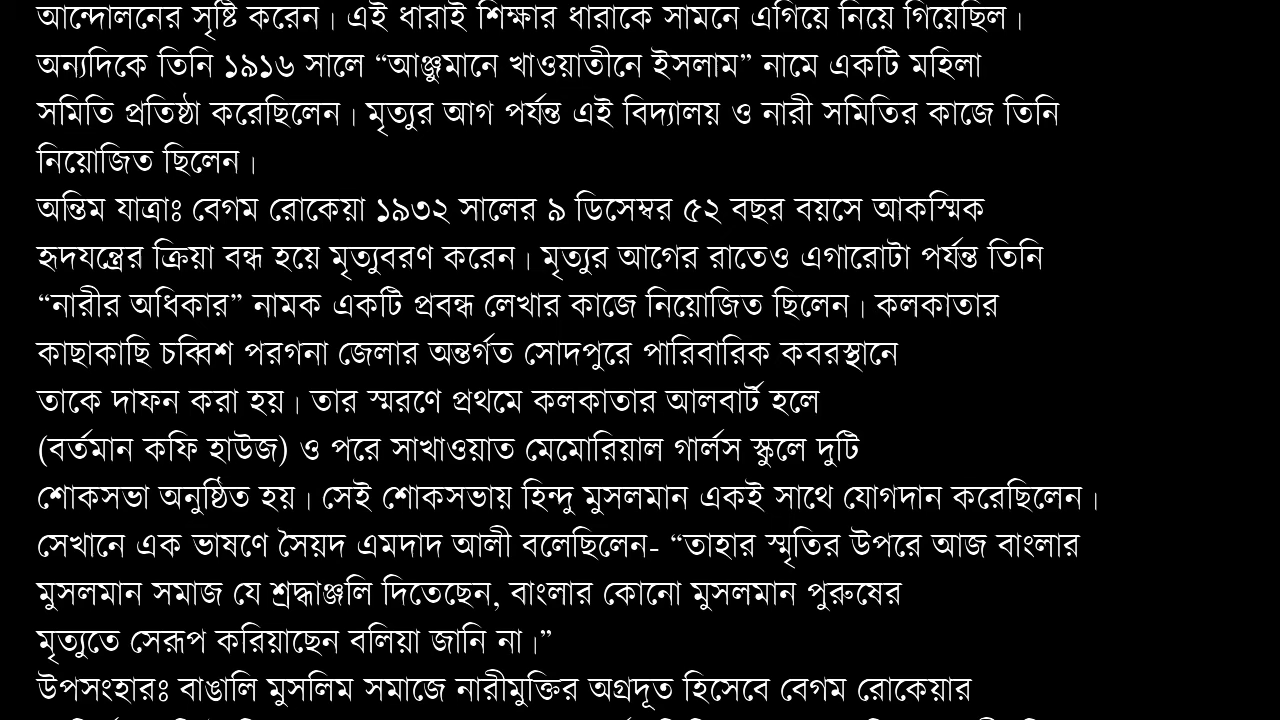 আন্দোলনের সৃষ্টি করেন। এই ধারাই শিক্ষার ধারাকে সামনে এগিয়ে নিয়ে গিয়েছিল।
অন্যদিকে তিনি ১৯১৬ সালে “আঞ্জুমানে খাওয়াতীনে ইসলাম” নামে একটি মহিলা
সমিতি প্রতিষ্ঠা করেছিলেন। মৃত্যুর আগ পর্যন্ত এই বিদ্যালয় ও নারী সমিতির কাজে তিনি
নিয়োজিত ছিলেন।
অন্তিম যাত্রাঃ বেগম রোকেয়া ১৯৩২ সালের ৯ ডিসেম্বর ৫২ বছর বয়সে আকস্মিক
হৃদযন্ত্রের ক্রিয়া বন্ধ হয়ে মৃত্যুবরণ করেন। মৃত্যুর আগের রাতেও এগারোটা পর্যন্ত তিনি
“নারীর অধিকার” নামক একটি প্রবন্ধ লেখার কাজে নিয়োজিত ছিলেন। কলকাতার
কাছাকাছি চব্বিশ পরগনা জেলার অন্তর্গত সোদপুরে পারিবারিক কবরস্থানে
তাকে দাফন করা হয়। তার স্মরণে প্রথমে কলকাতার আলবার্ট হলে
(বর্তমান কফি হাউজ) ও পরে সাখাওয়াত মেমোরিয়াল গার্লস স্কুলে দুটি
শোকসভা অনুষ্ঠিত হয়। সেই শোকসভায় হিন্দু মুসলমান একই সাথে যোগদান করেছিলেন।
সেখানে এক ভাষণে সৈয়দ এমদাদ আলী বলেছিলেন- “তাহার স্মৃতির উপরে আজ বাংলার
মুসলমান সমাজ যে শ্রদ্ধাঞ্জলি দিতেছেন, বাংলার কোনো মুসলমান পুরুষের
মৃত্যুতে সেরূপ করিয়াছেন বলিয়া জানি না।”
উপসংহারঃ বাঙালি মুসলিম সমাজে নারীমুক্তির অগ্রদূত হিসেবে বেগম রোকেয়ার